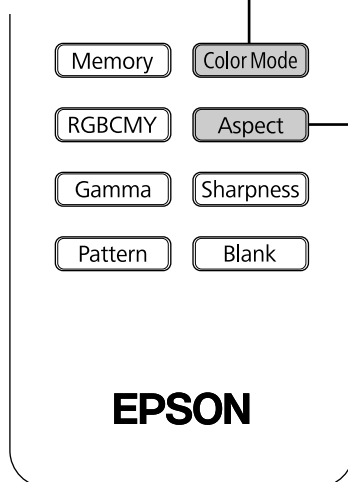 Memory Color Mode
RGBCMY Aspect
Gamma Sharpness
Pattern Blank
EPSON